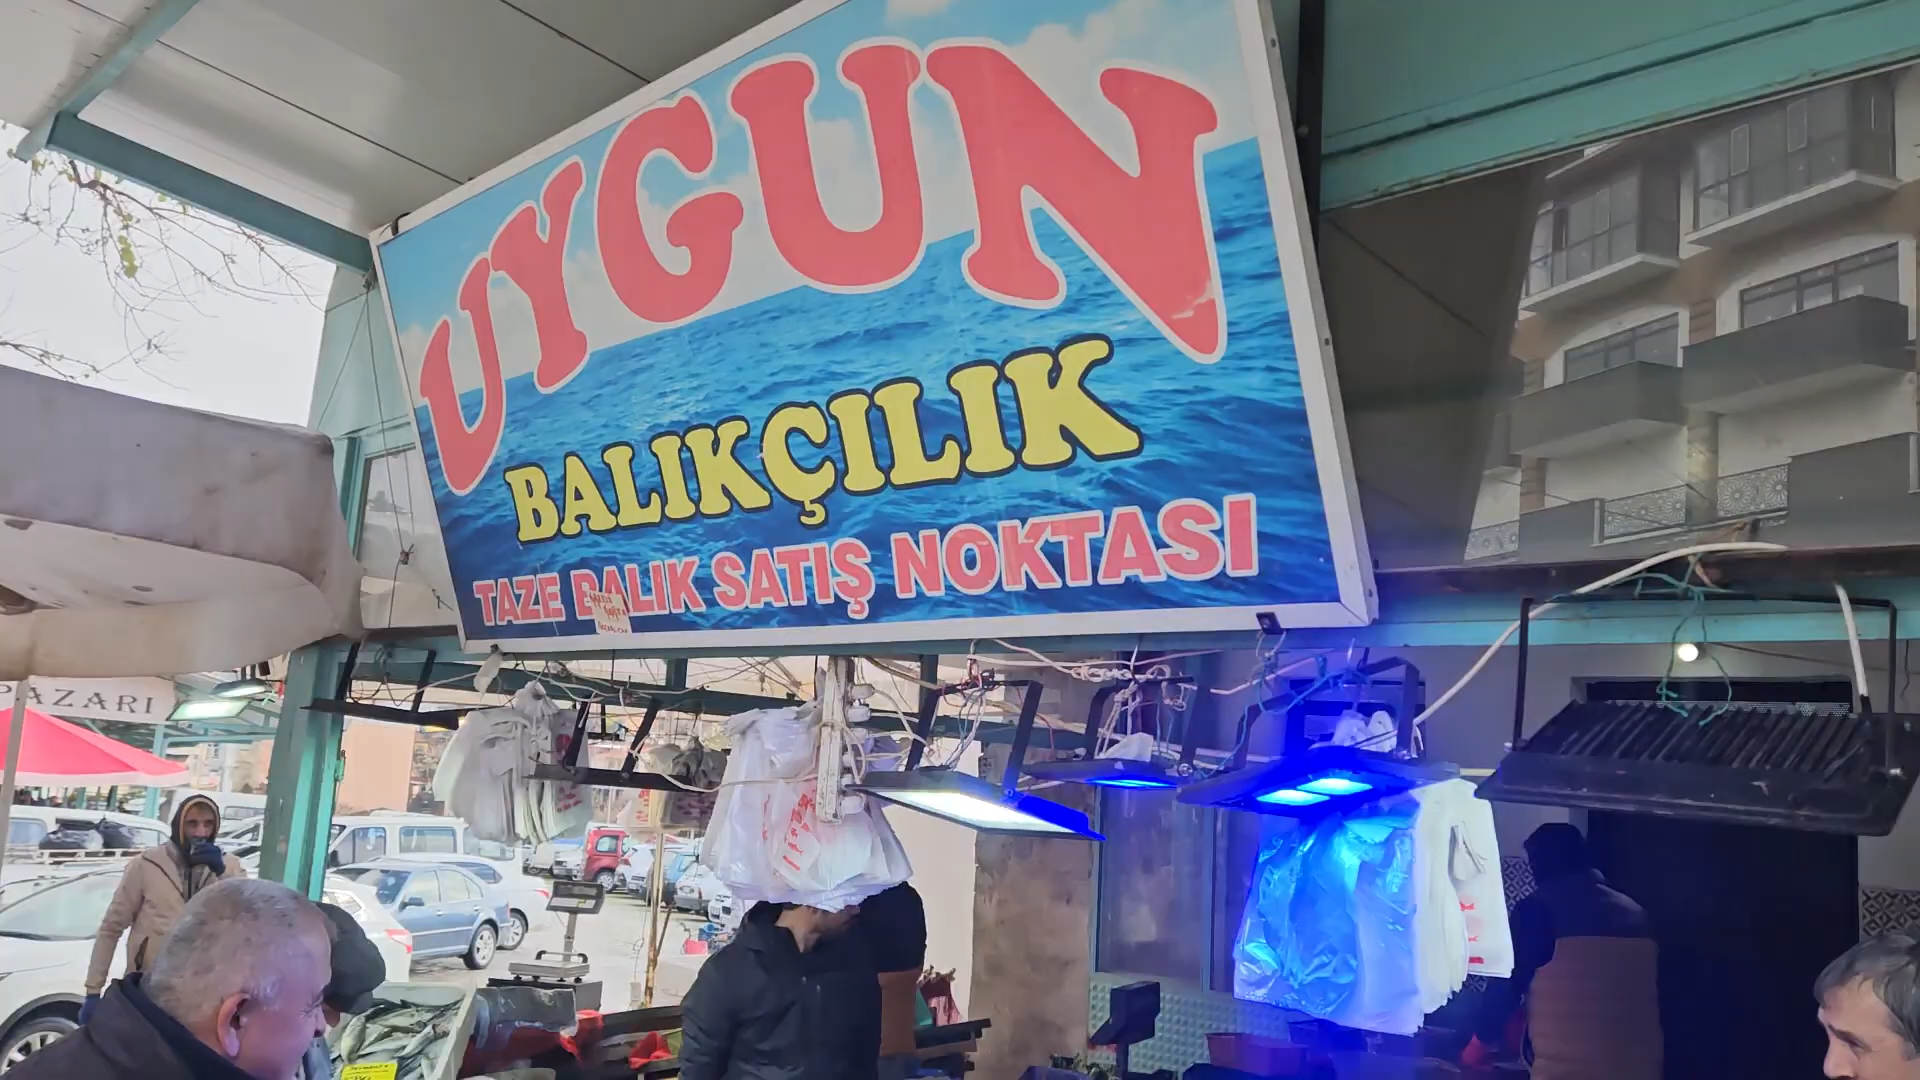 UYGUN
BALIKÇILIK
TAZE BALIK SATIŞ NOKTASI
PAZARI